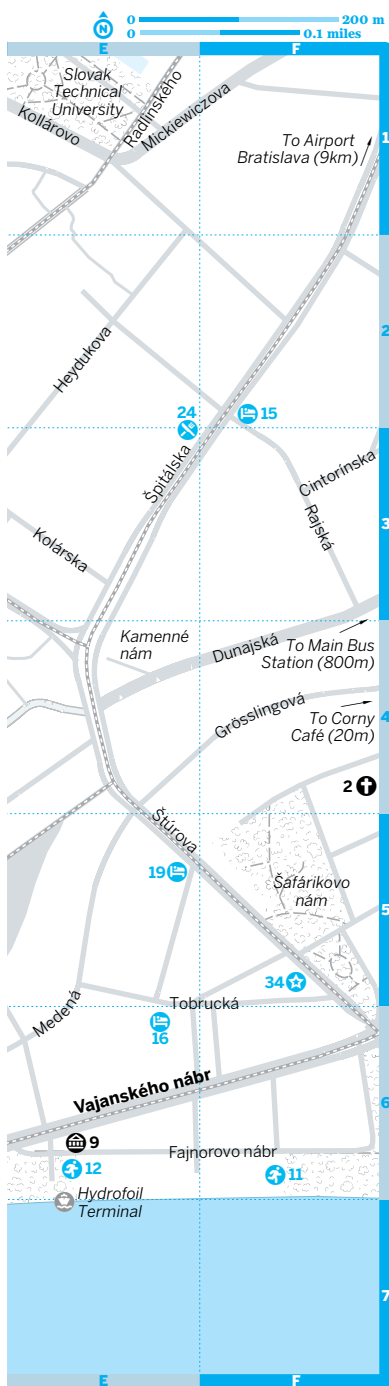 N
0 200 m
0 0.1 miles
E F
Slovak
Technical
University
Radlinského
Mickiewiczova
Kollárovo
1
To Airport
Bratislava (9km)
2
Heydukova
24
15
Špitálska
Cintorínska
3
Rajská
Kolárska
Kamenné
nám
Dunajská
To Main Bus
Station (800m)
4
Grösslingová
To Corny
Café (20m)
2
Štúrova
19
Šafárikovo
nám
5
34
Tobrucká
Medená
16
Vajanského nábr
6
9
Fajnorovo nábr
12
11
Hydrofoil
Terminal
7
E F